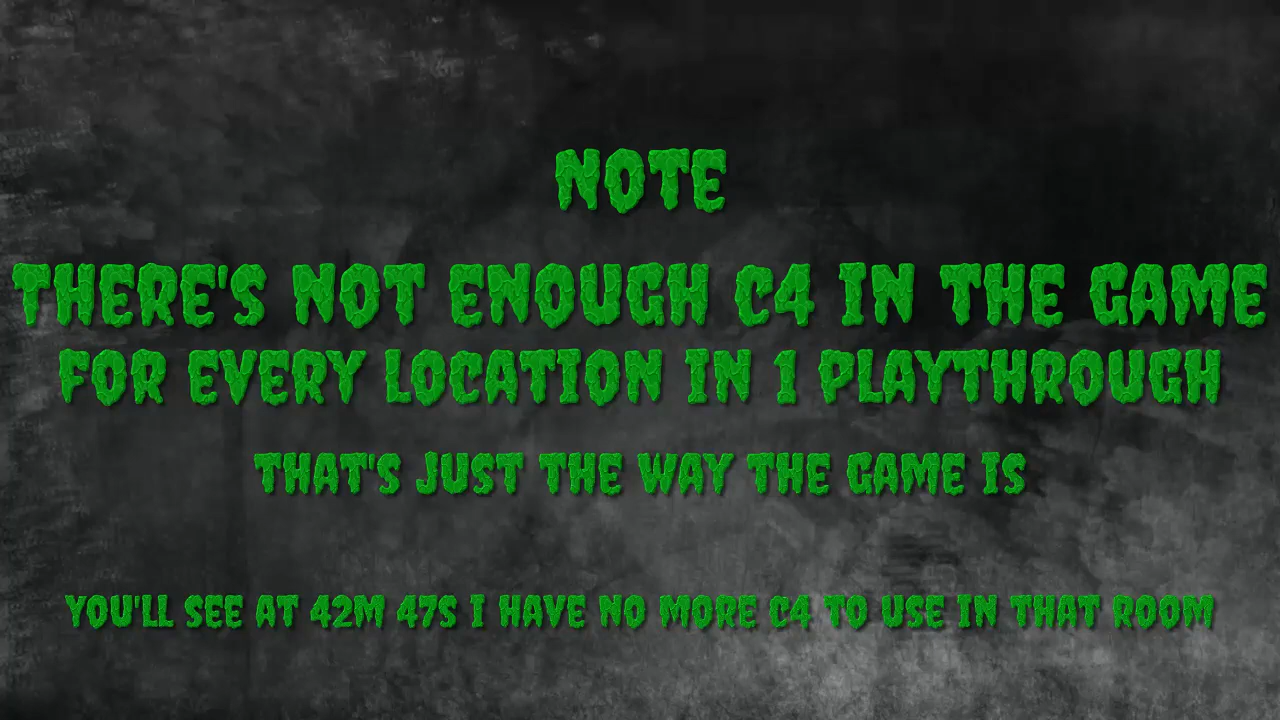 NOTE
THERE'S NOT ENOUGH C4 IN THE GAME
FOR EVERY LOCATION IN 1 PLAYTHROUGH
THAT'S JUST THE WAY THE GAME IS
YOU'LL SEE AT 42M 47S I HAVE NO MORE C4 TO USE IN THAT ROOM